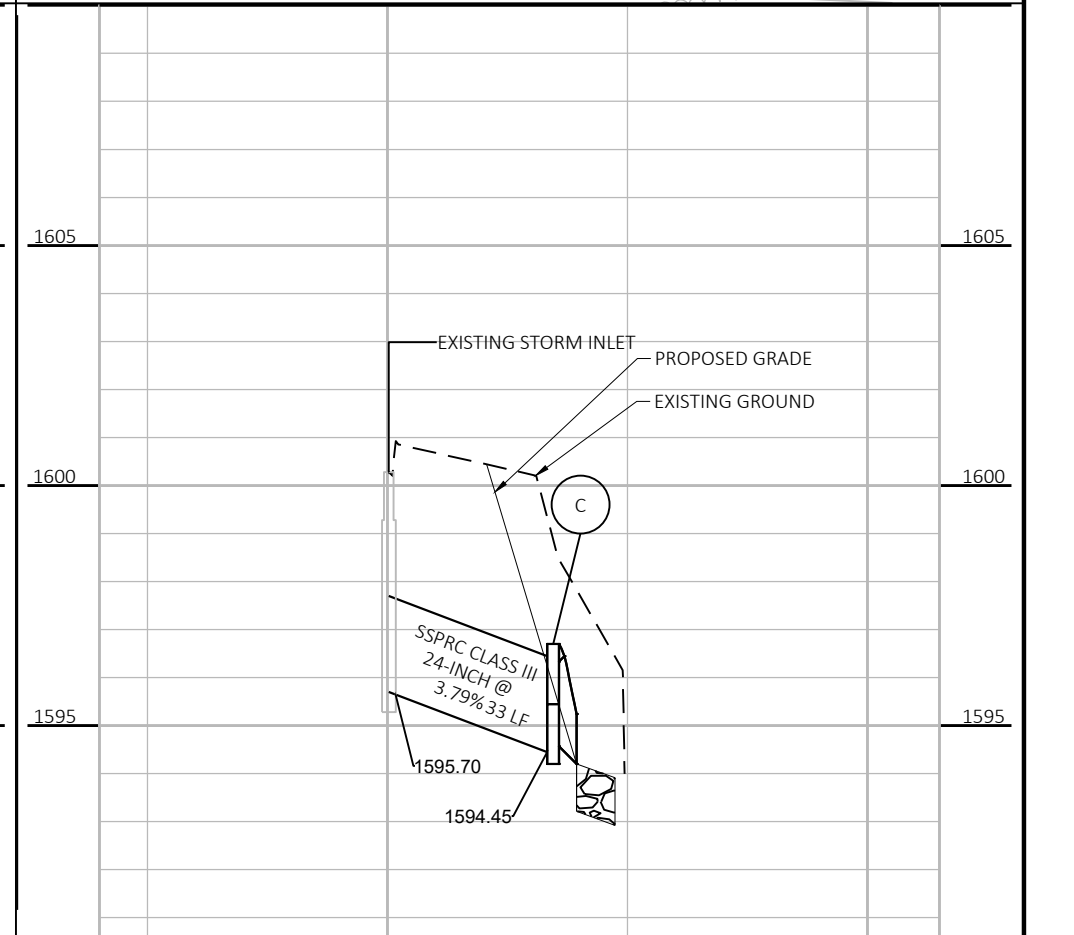 1605
1605
EXISTING STORM INLET
PROPOSED GRADE
EXISTING GROUND
1600
1600
C
SSPRC CLASS III
24-INCH @
3.79% 33 LF
1595
1595
1595.70
1594.45